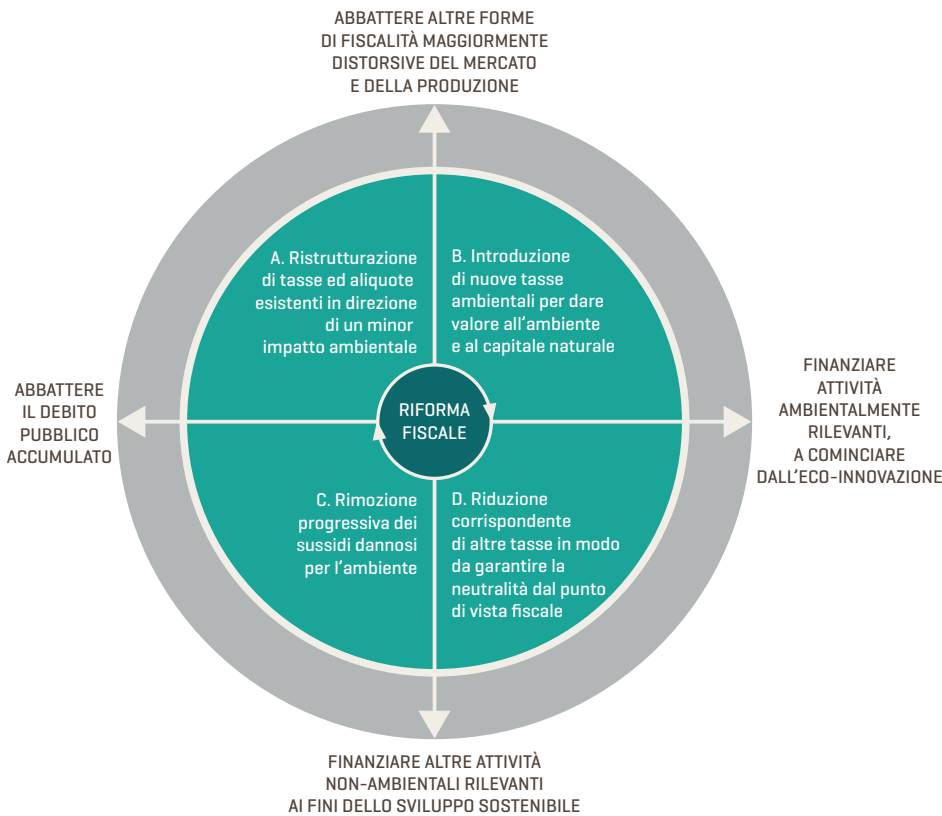 ABBATTERE ALTRE FORME
DI FISCALITÀ MAGGIORMENTE
DISTORSIVE DEL MERCATO
E DELLA PRODUZIONE
A. Ristrutturazione
di tasse ed aliquote
esistenti in direzione
di un minor
impatto ambientale
B. Introduzione
di nuove tasse
ambientali per dare
valore all'ambiente
e al capitale naturale
ABBATTERE
IL DEBITO
PUBBLICO
ACCUMULATO
RIFORMA
FISCALE
FINANZIARE
ATTIVITÀ
AMBIENTALMENTE
RILEVANTI,
A COMINCIARE
DALL'ECO-INNOVAZIONE
C. Rimozione
progressiva dei
sussidi dannosi
per l'ambiente
D. Riduzione
corrispondente
di altre tasse in modo
da garantire la
neutralità dal punto
di vista fiscale
FINANZIARE ALTRE ATTIVITÀ
NON-AMBIENTALI RILEVANTI
AI FINI DELLO SVILUPPO SOSTENIBILE